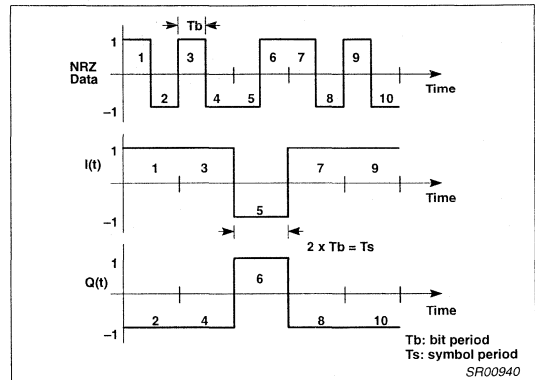 Tb
1
NRZ
Data
–1
1 2 3 4 5 6 7 8 9 10
Time
1
I(t)
–1
1 3 5 7 9
Time
2 x Tb = Ts
1
Q(t)
–1
2 4 6 8 10
Time
Tb: bit period
Ts: symbol period
SR00940